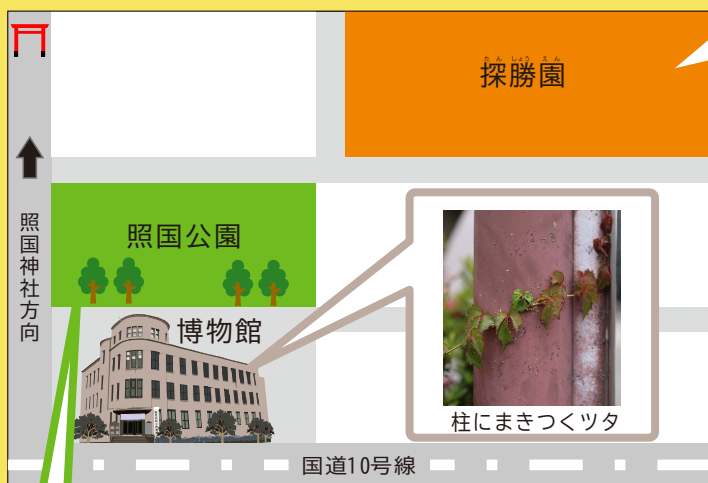 たんしょうえん
探勝園
照国公園
照国神社方向
博物館
柱にまきつくツタ
国道10号線